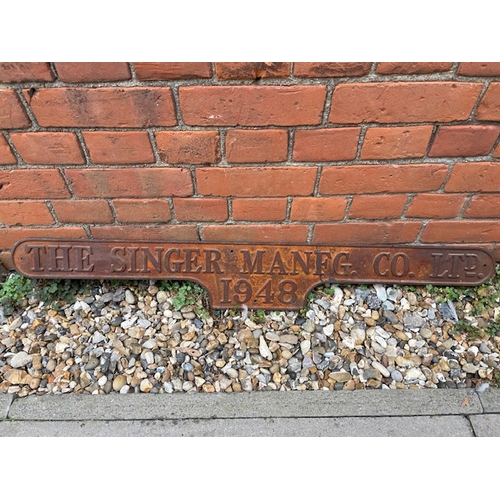 THE SINGER MANFG. CO. LTD.
1948